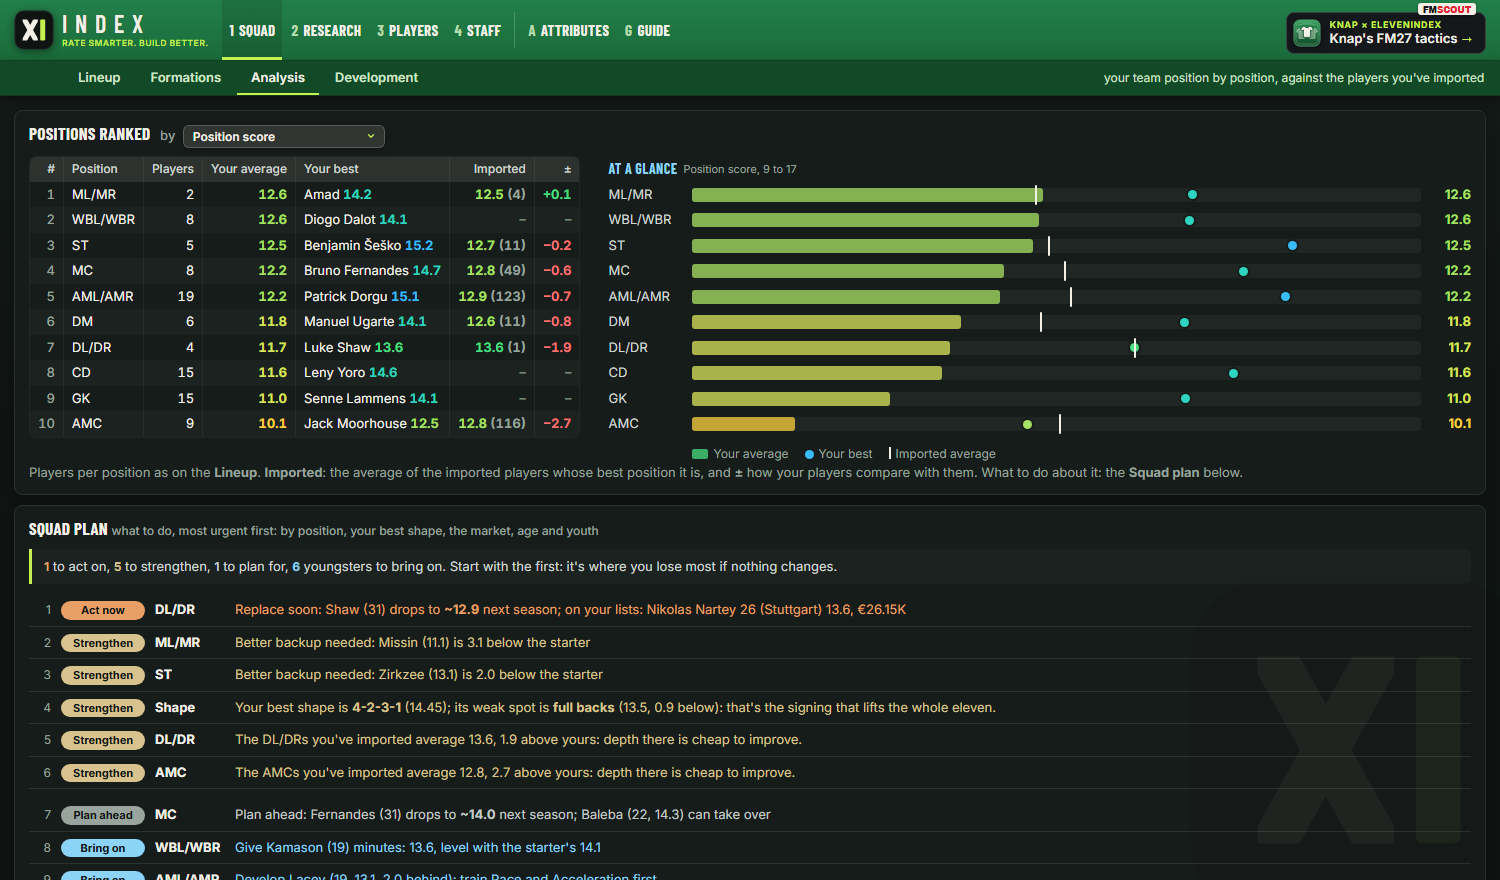 XI INDEX
RATE SMARTER. BUILD BETTER.
1 SQUAD 2 RESEARCH 3 PLAYERS 4 STAFF A ATTRIBUTES G GUIDE
FMSCOUT
KNAP × ELEVENINDEX
Knap's FM27 tactics →
Lineup Formations Analysis Development
your team position by position, against the players you've imported
POSITIONS RANKED by Position score
# Position Players Your average Your best Imported ±
1 ML/MR 2 12.6 Amad 14.2 12.5 (4) +0.1
2 WBL/WBR 8 12.6 Diogo Dalot 14.1 – –
3 ST 5 12.5 Benjamin Šeško 15.2 12.7 (11) −0.2
4 MC 8 12.2 Bruno Fernandes 14.7 12.8 (49) −0.6
5 AML/AMR 19 12.2 Patrick Dorgu 15.1 12.9 (123) −0.7
6 DM 6 11.8 Manuel Ugarte 14.1 12.6 (11) −0.8
7 DL/DR 4 11.7 Luke Shaw 13.6 13.6 (1) −1.9
8 CD 15 11.6 Leny Yoro 14.6 – –
9 GK 15 11.0 Senne Lammens 14.1 – –
10 AMC 9 10.1 Jack Moorhouse 12.5 12.8 (116) −2.7
AT A GLANCE Position score, 9 to 17
ML/MR 12.6
WBL/WBR 12.6
ST 12.5
MC 12.2
AML/AMR 12.2
DM 11.8
DL/DR 11.7
CD 11.6
GK 11.0
AMC 10.1
Your average Your best Imported average
Players per position as on the Lineup. Imported: the average of the imported players whose best position it is, and ± how your players compare with them. What to do about it: the Squad plan below.
SQUAD PLAN what to do, most urgent first: by position, your best shape, the market, age and youth
1 to act on, 5 to strengthen, 1 to plan for, 6 youngsters to bring on. Start with the first: it's where you lose most if nothing changes.
1 Act now DL/DR Replace soon: Shaw (31) drops to ~12.9 next season; on your lists: Nikolas Nartey 26 (Stuttgart) 13.6, €26.15K
2 Strengthen ML/MR Better backup needed: Missin (11.1) is 3.1 below the starter
3 Strengthen ST Better backup needed: Zirkzee (13.1) is 2.0 below the starter
4 Strengthen Shape Your best shape is 4-2-3-1 (14.45); its weak spot is full backs (13.5, 0.9 below): that's the signing that lifts the whole eleven.
5 Strengthen DL/DR The DL/DRs you've imported average 13.6, 1.9 above yours: depth there is cheap to improve.
6 Strengthen AMC The AMCs you've imported average 12.8, 2.7 above yours: depth there is cheap to improve.
7 Plan ahead MC Plan ahead: Fernandes (31) drops to ~14.0 next season; Baleba (22, 14.3) can take over
8 Bring on WBL/WBR Give Kamason (19) minutes: 13.6, level with the starter's 14.1
9 Bring on AML/AMR Develop Lacey (19, 13.1, 2.0 behind): train Pace and Acceleration first
XI